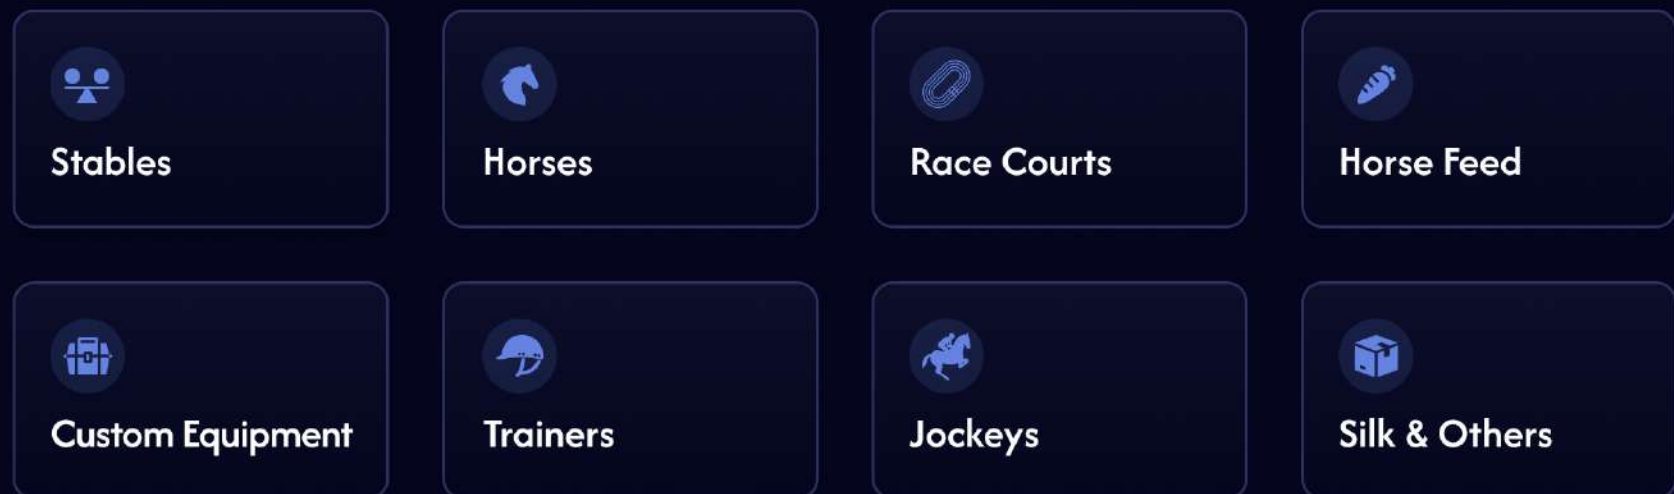 Stables
Horses
Race Courts
Horse Feed
Custom Equipment
Trainers
Jockeys
Silk & Others